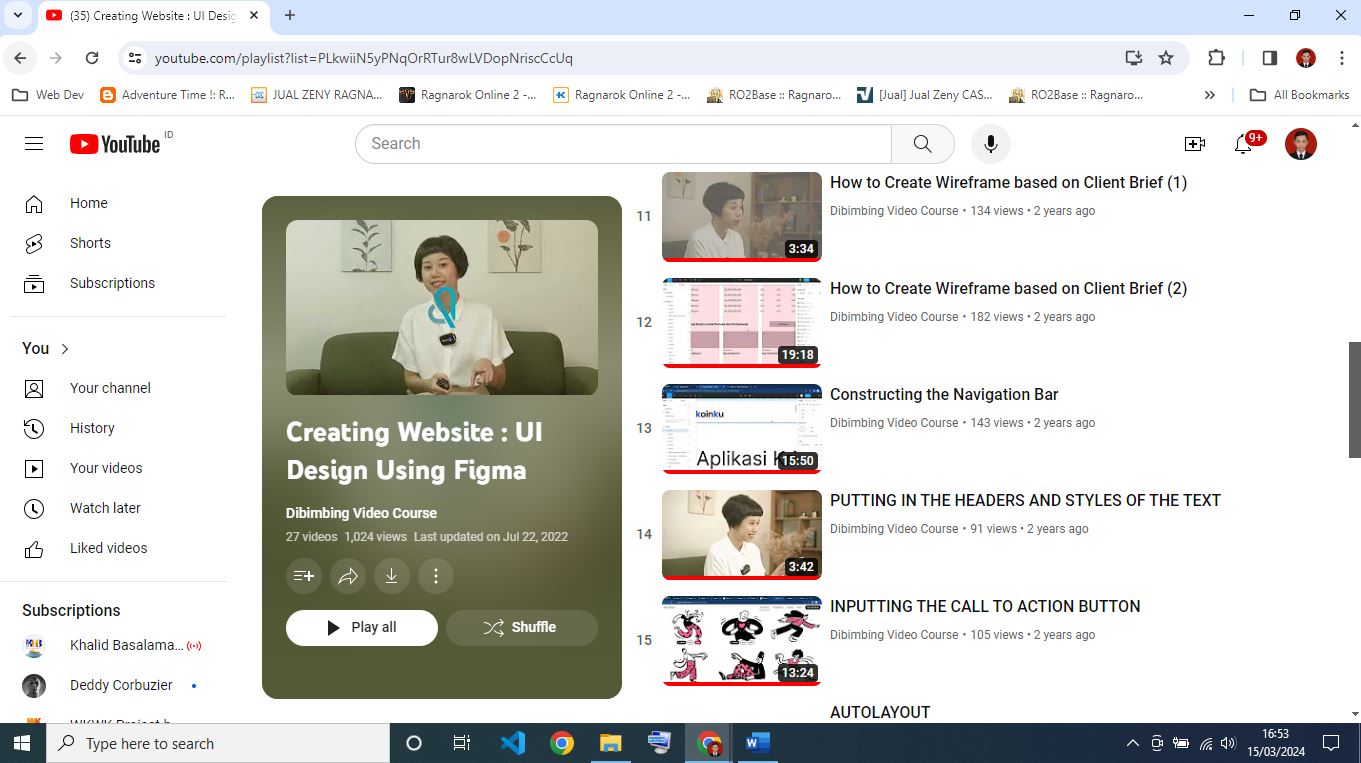 (35) Creating Website : UI Desig
youtube.com/playlist?list=PLkwiiN5yPNqOrRTur8wLVDopNriscCcUq
Web Dev
Adventure Time !: R...
JUAL ZENY RAGNA...
Ragnarok Online 2 -...
Ragnarok Online 2 -...
RO2Base :: Ragnaro...
[Jual] Jual Zeny CAS...
RO2Base :: Ragnaro...
All Bookmarks
YouTube ID
Search
9+
Home
Shorts
Subscriptions
You
Your channel
History
Your videos
Watch later
Liked videos
Subscriptions
Khalid Basalama...
Deddy Corbuzier
Creating Website : UI
Design Using Figma
Dibimbing Video Course
27 videos 1,024 views Last updated on Jul 22, 2022
Play all
Shuffle
11
3:34
How to Create Wireframe based on Client Brief (1)
Dibimbing Video Course • 134 views • 2 years ago
12
19:18
How to Create Wireframe based on Client Brief (2)
Dibimbing Video Course • 182 views • 2 years ago
13
koinku
Aplikasi
15:50
Constructing the Navigation Bar
Dibimbing Video Course • 143 views • 2 years ago
14
3:42
PUTTING IN THE HEADERS AND STYLES OF THE TEXT
Dibimbing Video Course • 91 views • 2 years ago
15
13:24
INPUTTING THE CALL TO ACTION BUTTON
Dibimbing Video Course • 105 views • 2 years ago
AUTOLAYOUT
Type here to search
16:53
15/03/2024